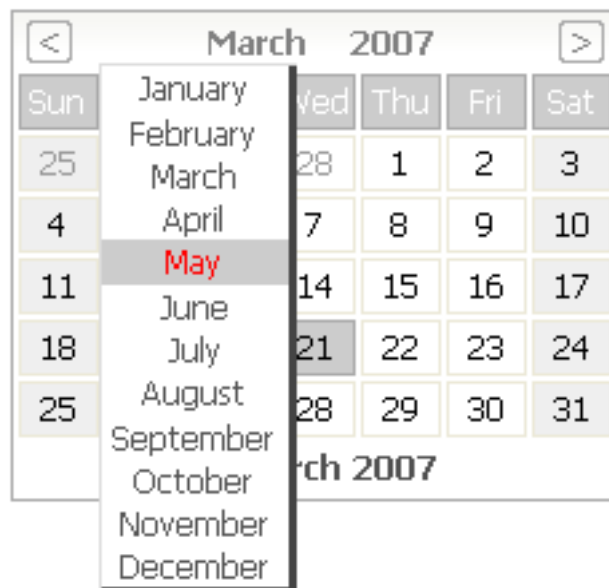 < March 2007 >
Sun Wed Thu Fri Sat
25 28 1 2 3
4 7 8 9 10
11 14 15 16 17
18 21 22 23 24
25 28 29 30 31
March 2007
January
February
March
April
May
June
July
August
September
October
November
December